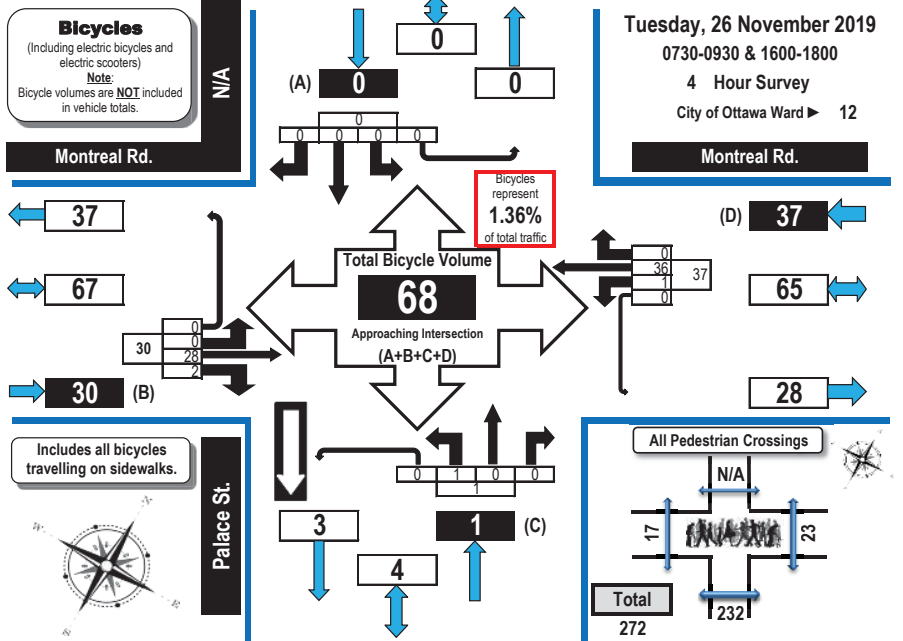 Bicycles
(Including electric bicycles and
electric scooters)
Note:
Bicycle volumes are NOT included
in vehicle totals.
N/A
Montreal Rd.
0
(A) 0
0
0
0 0 0 0
Tuesday, 26 November 2019
0730-0930 & 1600-1800
4 Hour Survey
City of Ottawa Ward ► 12
Montreal Rd.
Bicycles
represent
1.36%
of total traffic
37
67
0
0
28
2
30
30 (B)
Total Bicycle Volume
68
Approaching Intersection
(A+B+C+D)
(D) 37
0
36
1
0
37
65
28
Includes all bicycles
travelling on sidewalks.
N
W
E
S
Palace St.
0 1 0 0
1
3
1 (C)
4
All Pedestrian Crossings
N/A
17
23
232
Total
272